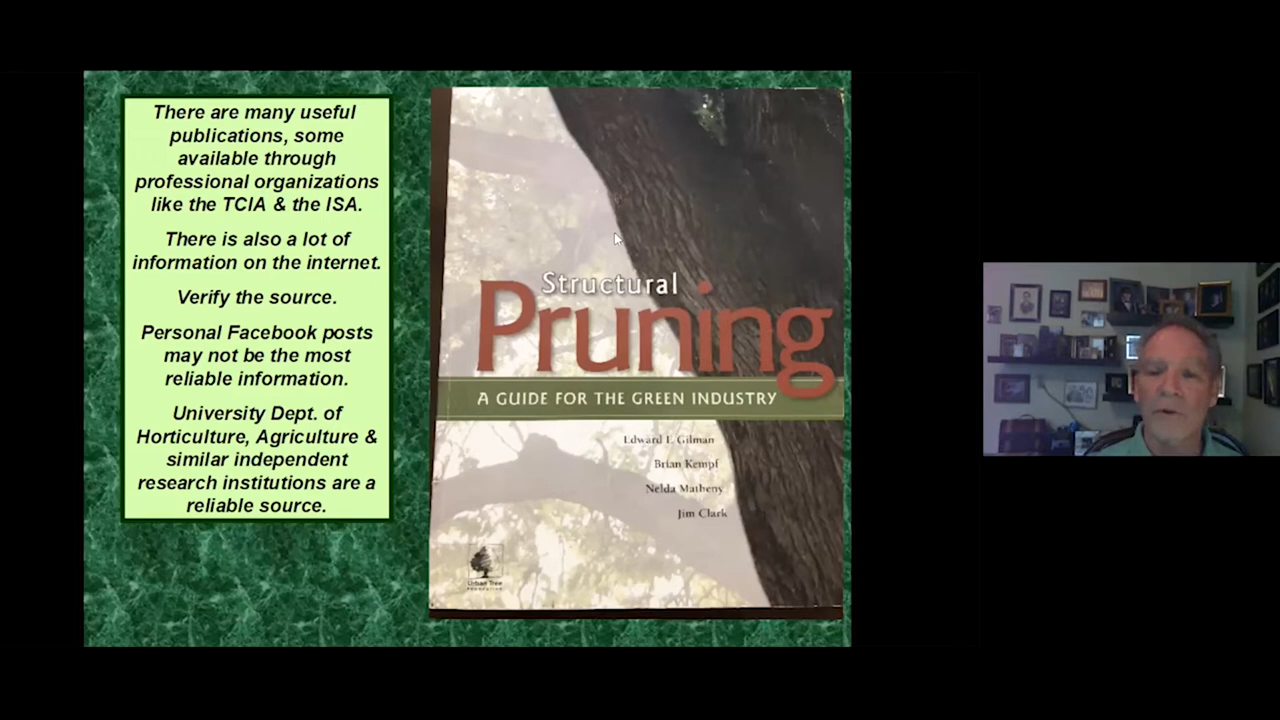 There are many useful
publications, some
available through
professional organizations
like the TCIA & the ISA.
There is also a lot of
information on the internet.
Verify the source.
Personal Facebook posts
may not be the most
reliable information.
University Dept. of
Horticulture, Agriculture &
similar independent
research institutions are a
reliable source.
Structural
Pruning
A GUIDE FOR THE GREEN INDUSTRY
Edward F. Gilman
Brian Kempf
Nelda Matheny
Jim Clark
Urban Tree
FOUNDATION